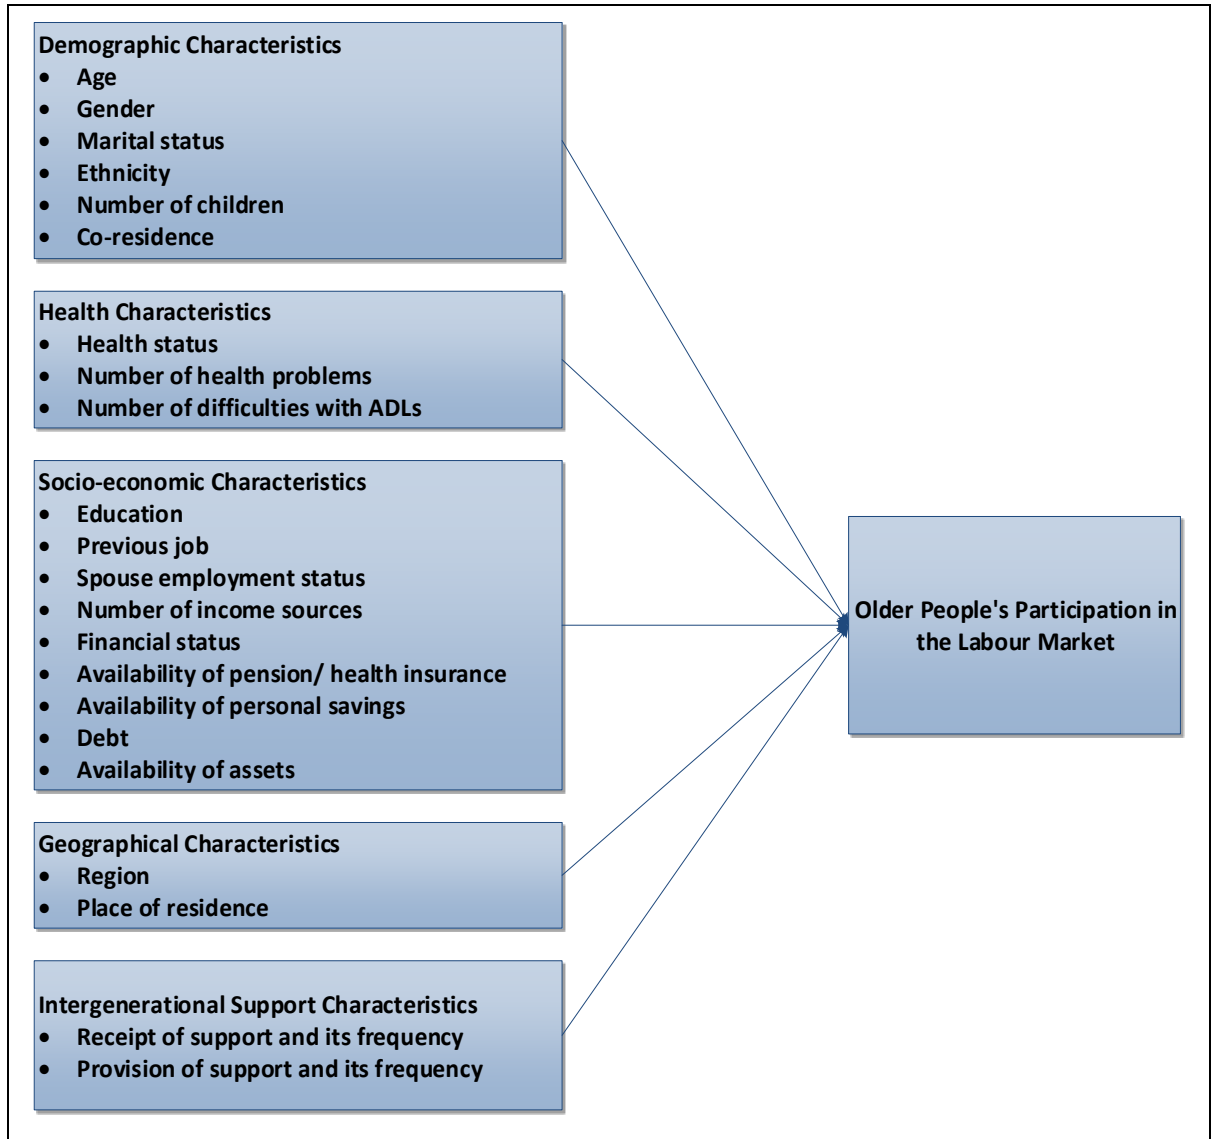 Demographic Characteristics
• Age
• Gender
• Marital status
• Ethnicity
• Number of children
• Co-residence
Health Characteristics
• Health status
• Number of health problems
• Number of difficulties with ADLs
Socio-economic Characteristics
• Education
• Previous job
• Spouse employment status
• Number of income sources
• Financial status
• Availability of pension/ health insurance
• Availability of personal savings
• Debt
• Availability of assets
Geographical Characteristics
• Region
• Place of residence
Intergenerational Support Characteristics
• Receipt of support and its frequency
• Provision of support and its frequency
Older People's Participation in
the Labour Market